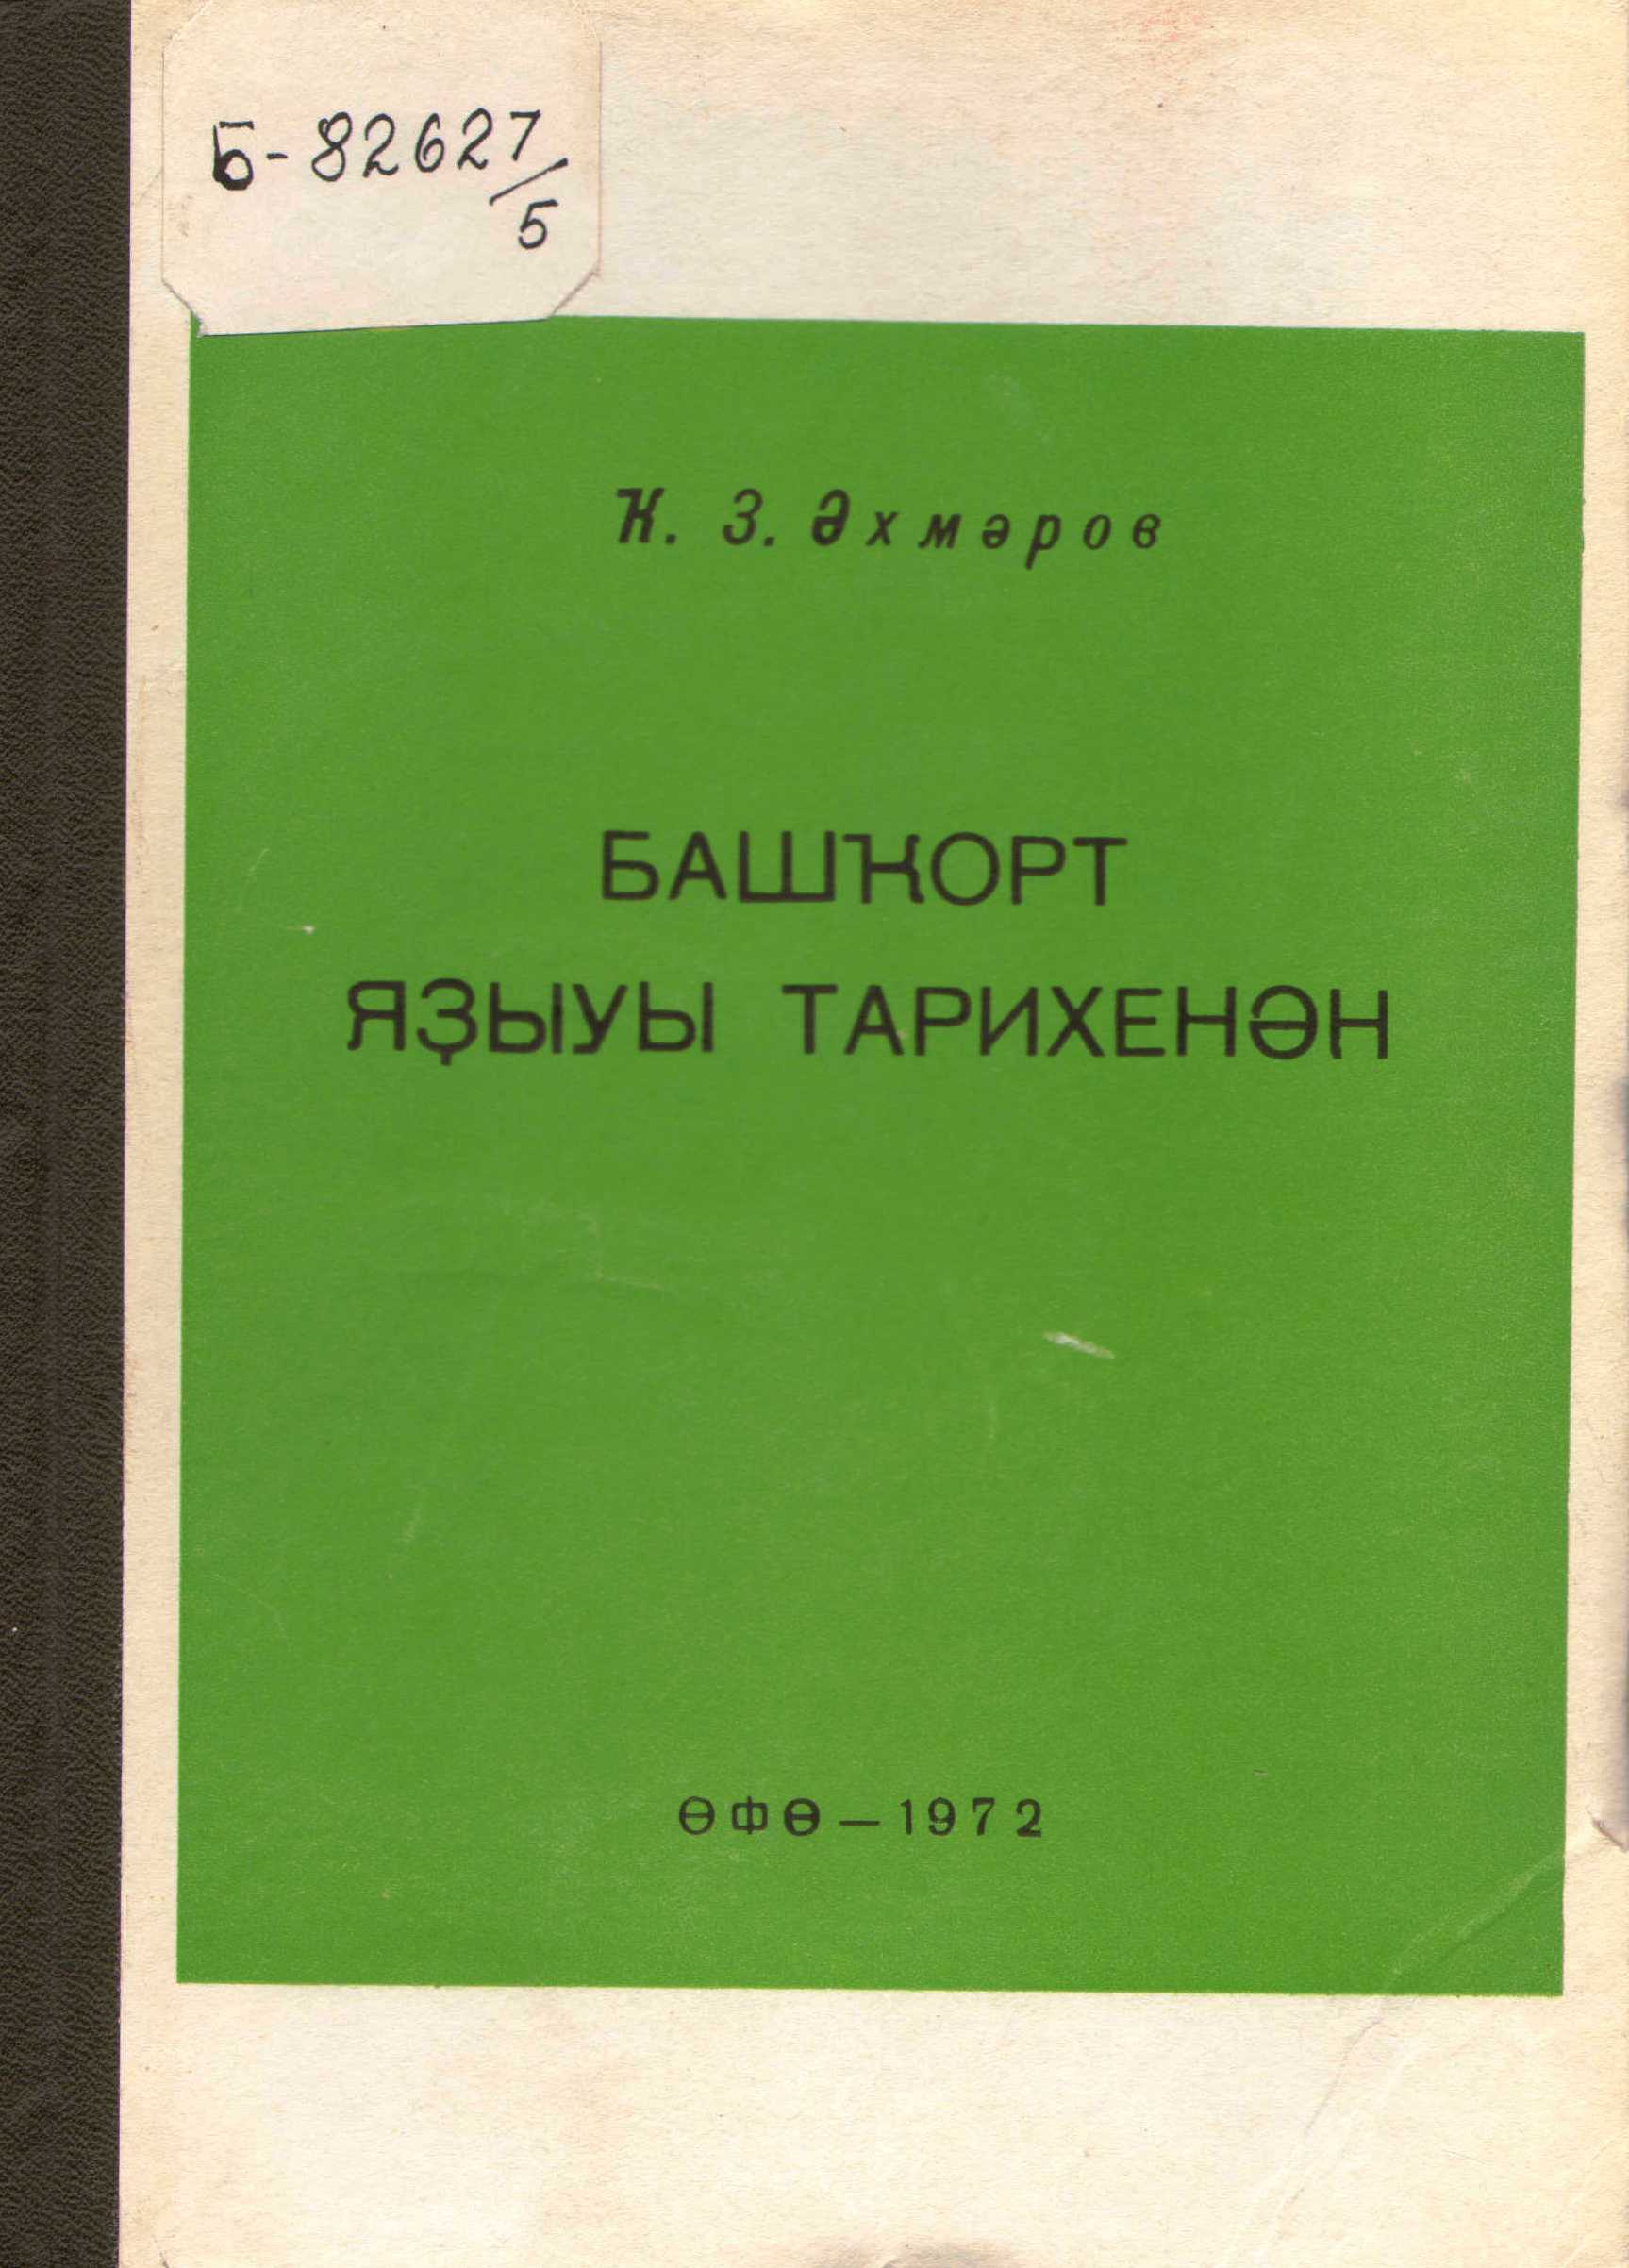 Б-82627/5
Ҡ. З. Әхмәров
БАШҠОРТ
ЯҘЫУЫ ТАРИХЕНӘН
ӨФӨ — 1972